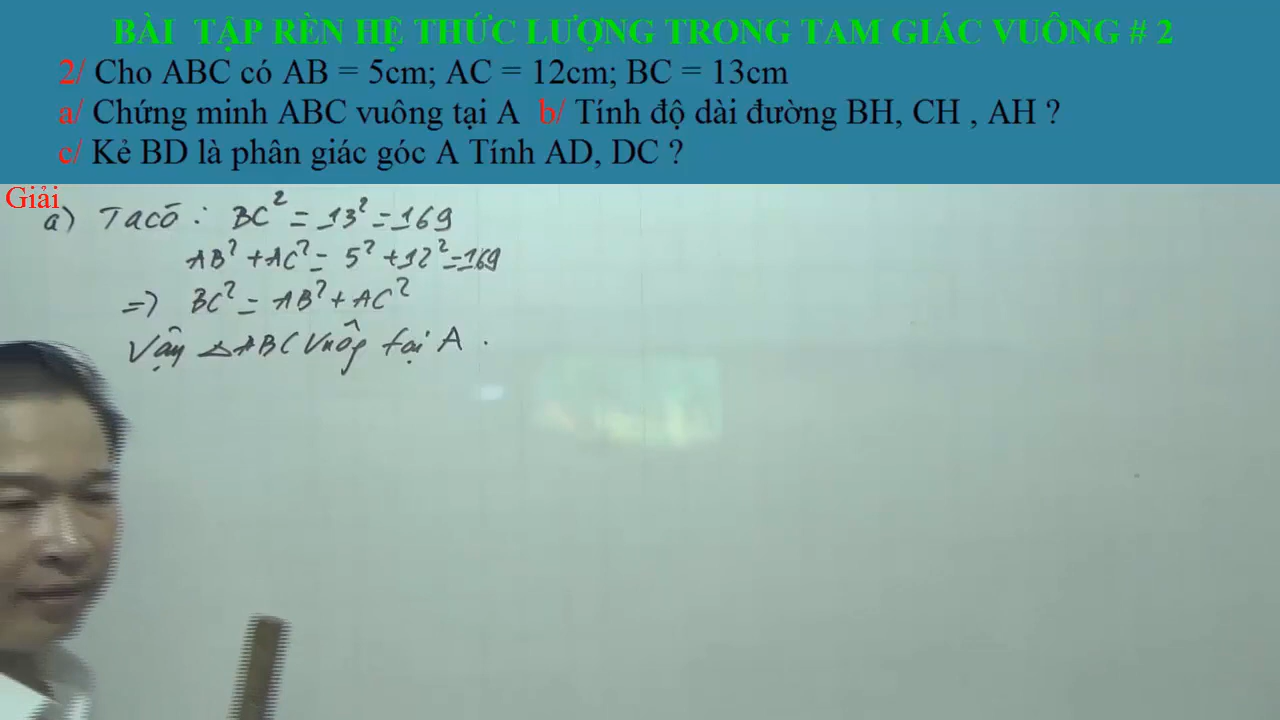 BÀI TẬP RÈN HỆ THỨC LƯỢNG TRONG TAM GIÁC VUÔNG # 2
2/ Cho ABC có AB = 5cm; AC = 12cm; BC = 13cm
a/ Chứng minh ABC vuông tại A b/ Tính độ dài đường BH, CH , AH ?
c/ Kẻ BD là phân giác góc A Tính AD, DC ?
Giải
a) Ta có : BC² = 13² = 169
AB² + AC² = 5² + 12² = 169
=> BC² = AB² + AC²
Vậy △ABC vuông tại A .